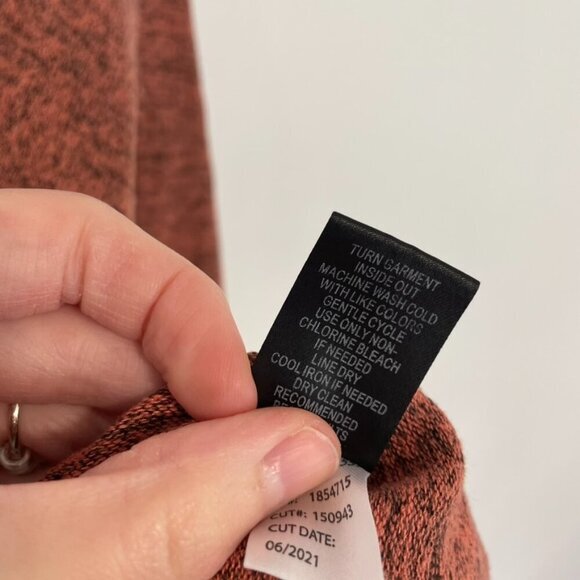 TURN GARMENT
INSIDE OUT
MACHINE WASH COLD
WITH LIKE COLORS
GENTLE CYCLE
USE ONLY NON-
CHLORINE BLEACH
IF NEEDED
LINE DRY
COOL IRON IF NEEDED
DRY CLEAN
RECOMMENDED
1854715
CUT#: 150943
CUT DATE:
06/2021